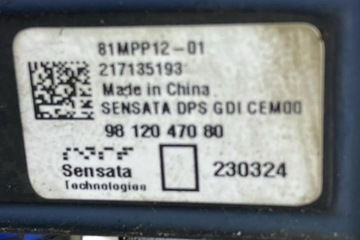 81MPP12-01
217135193
Made in China
SENSATA DPS GDI CEM00
98 120 470 80
Sensata
Technologies
230324